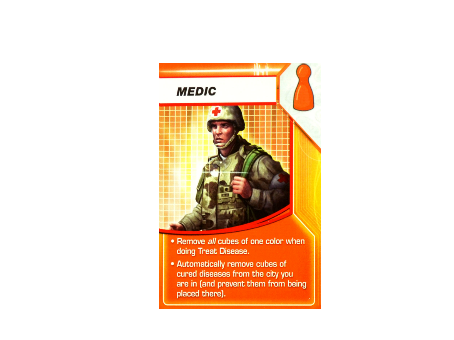 MEDIC
• Remove all cubes of one color when
doing Treat Disease.
• Automatically remove cubes of
cured diseases from the city you
are in (and prevent them from being
placed there).